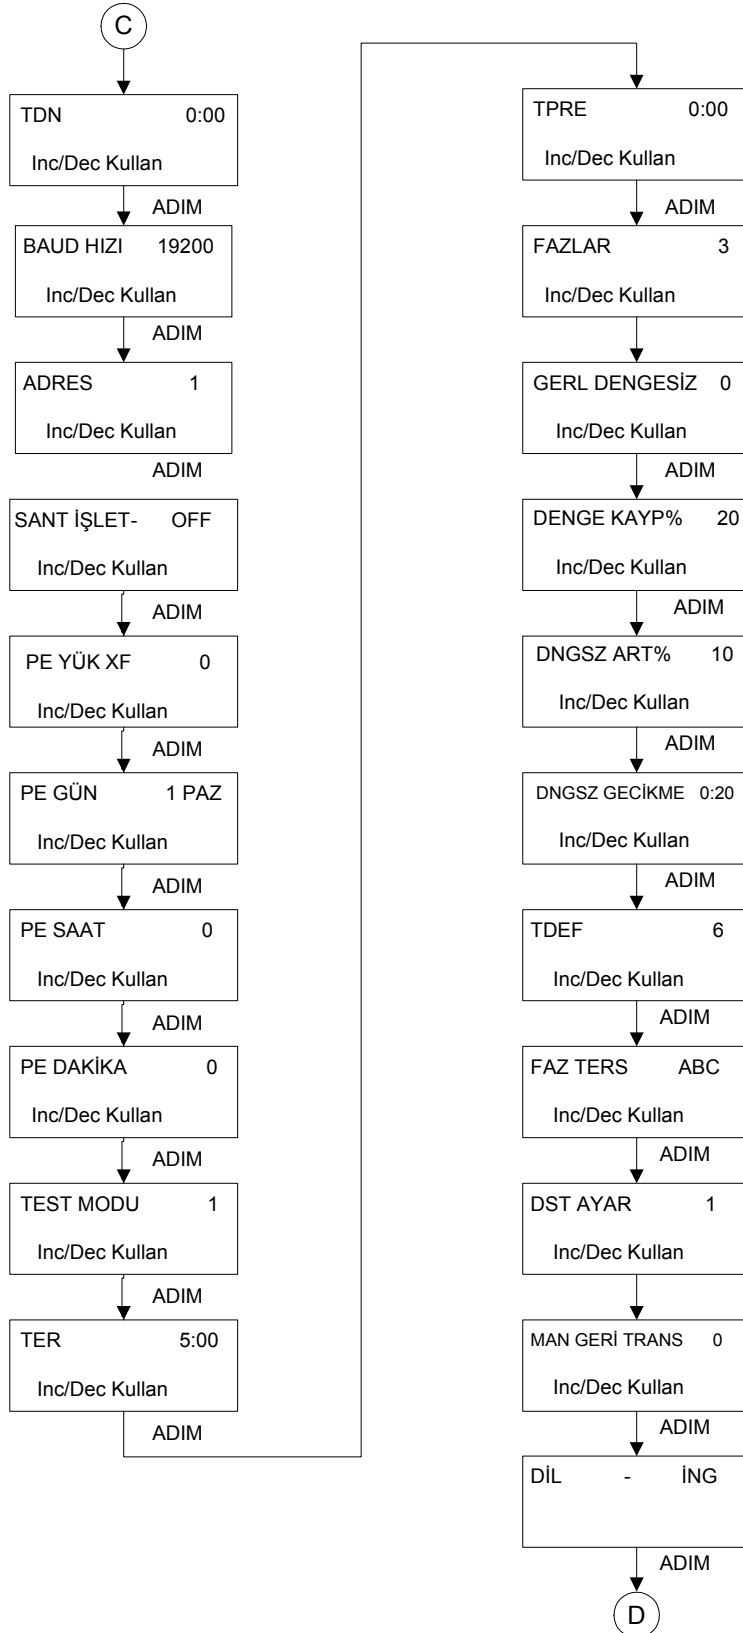 C
TDN 0:00
Inc/Dec Kullan
ADIM
BAUD HIZI 19200
Inc/Dec Kullan
ADIM
ADRES 1
Inc/Dec Kullan
ADIM
SANT İŞLET- OFF
Inc/Dec Kullan
ADIM
PE YÜK XF 0
Inc/Dec Kullan
ADIM
PE GÜN 1 PAZ
Inc/Dec Kullan
ADIM
PE SAAT 0
Inc/Dec Kullan
ADIM
PE DAKİKA 0
Inc/Dec Kullan
ADIM
TEST MODU 1
Inc/Dec Kullan
ADIM
TER 5:00
Inc/Dec Kullan
ADIM
TPRE 0:00
Inc/Dec Kullan
ADIM
FAZLAR 3
Inc/Dec Kullan
GERL DENGESİZ 0
Inc/Dec Kullan
ADIM
DENGE KAYP% 20
Inc/Dec Kullan
ADIM
DNGSZ ART% 10
Inc/Dec Kullan
ADIM
DNGSZ GECİKME 0:20
Inc/Dec Kullan
ADIM
TDEF 6
Inc/Dec Kullan
ADIM
FAZ TERS ABC
Inc/Dec Kullan
ADIM
DST AYAR 1
Inc/Dec Kullan
MAN GERİ TRANS 0
Inc/Dec Kullan
ADIM
DİL - İNG
ADIM
D